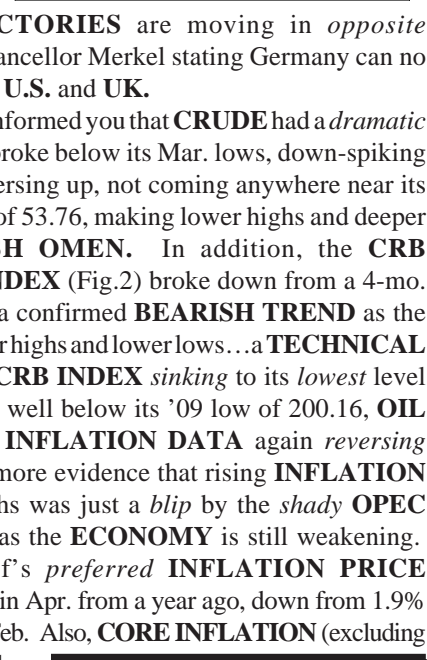 CTORIES are moving in opposite
ancellor Merkel stating Germany can no
U.S. and UK.
nformed you that CRUDE had a dramatic
broke below its Mar. lows, down-spiking
ersing up, not coming anywhere near its
of 53.76, making lower highs and deeper
SH OMEN. In addition, the CRB
NDEX (Fig.2) broke down from a 4-mo.
a confirmed BEARISH TREND as the
r highs and lower lows…a TECHNICAL
CRB INDEX sinking to its lowest level
well below its '09 low of 200.16, OIL
INFLATION DATA again reversing
more evidence that rising INFLATION
hs was just a blip by the shady OPEC
as the ECONOMY is still weakening.
f's preferred INFLATION PRICE
in Apr. from a year ago, down from 1.9%
eb. Also, CORE INFLATION (excluding